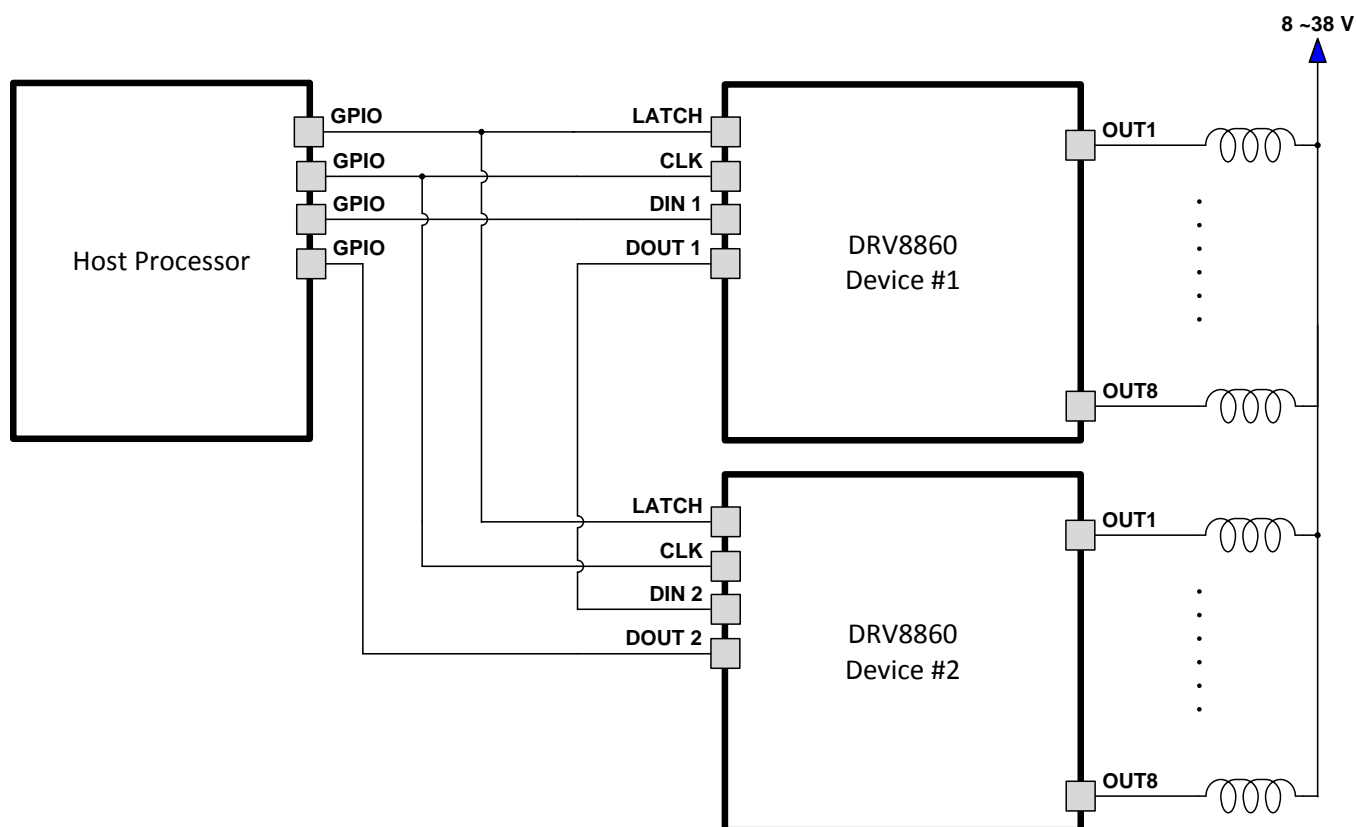 8 ~38 V
GPIO
GPIO
GPIO
GPIO
Host Processor
LATCH
CLK
DIN 1
DOUT 1
DRV8860
Device #1
OUT1
OUT8
LATCH
CLK
DIN 2
DOUT 2
DRV8860
Device #2
OUT1
OUT8